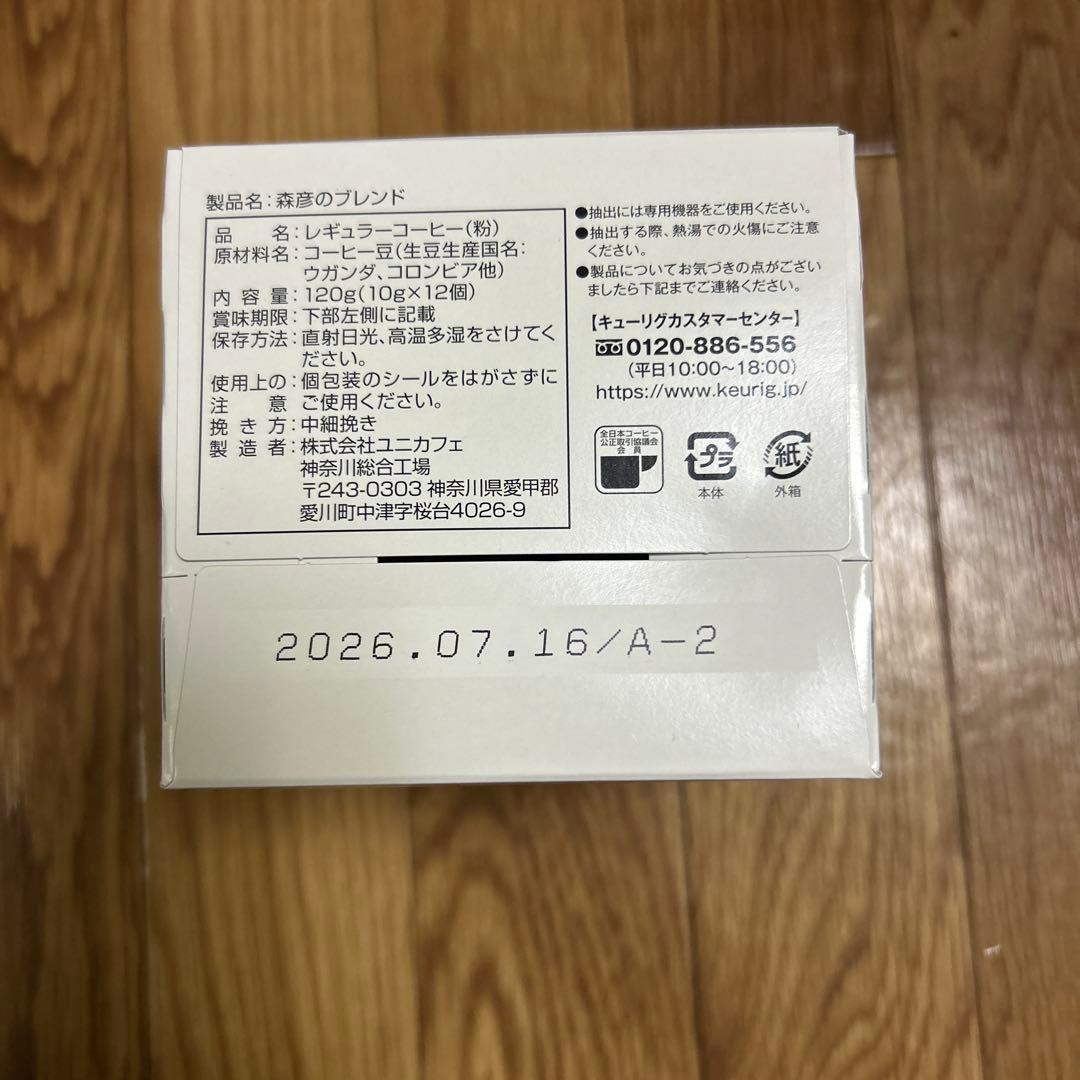 製品名:森彦のブレンド
品 名:レギュラーコーヒー(粉)
原材料名:コーヒー豆(生豆生産国名:
ウガンダ、コロンビア他)
内容量:120g(10g×12個)
賞味期限:下部左側に記載
保存方法:直射日光、高温多湿をさけてく
ださい。
使用上の:個包装のシールをはがさずに
注 意 ご使用ください。
挽き方:中細挽き
製造者:株式会社ユニカフェ
神奈川総合工場
〒243-0303 神奈川県愛甲郡
愛川町中津字桜台4026-9
●抽出には専用機器をご使用ください。
●抽出する際、熱湯での火傷にご注意
ください。
●製品についてお気づきの点がござい
ましたら下記までご連絡ください。
【キューリグカスタマーセンター】
0120-886-556
(平日10:00~18:00)
https://www.keurig.jp/
全日本コーヒー
公正取引協議会
会員
プラ
本体
紙
外箱
2026.07.16/A-2